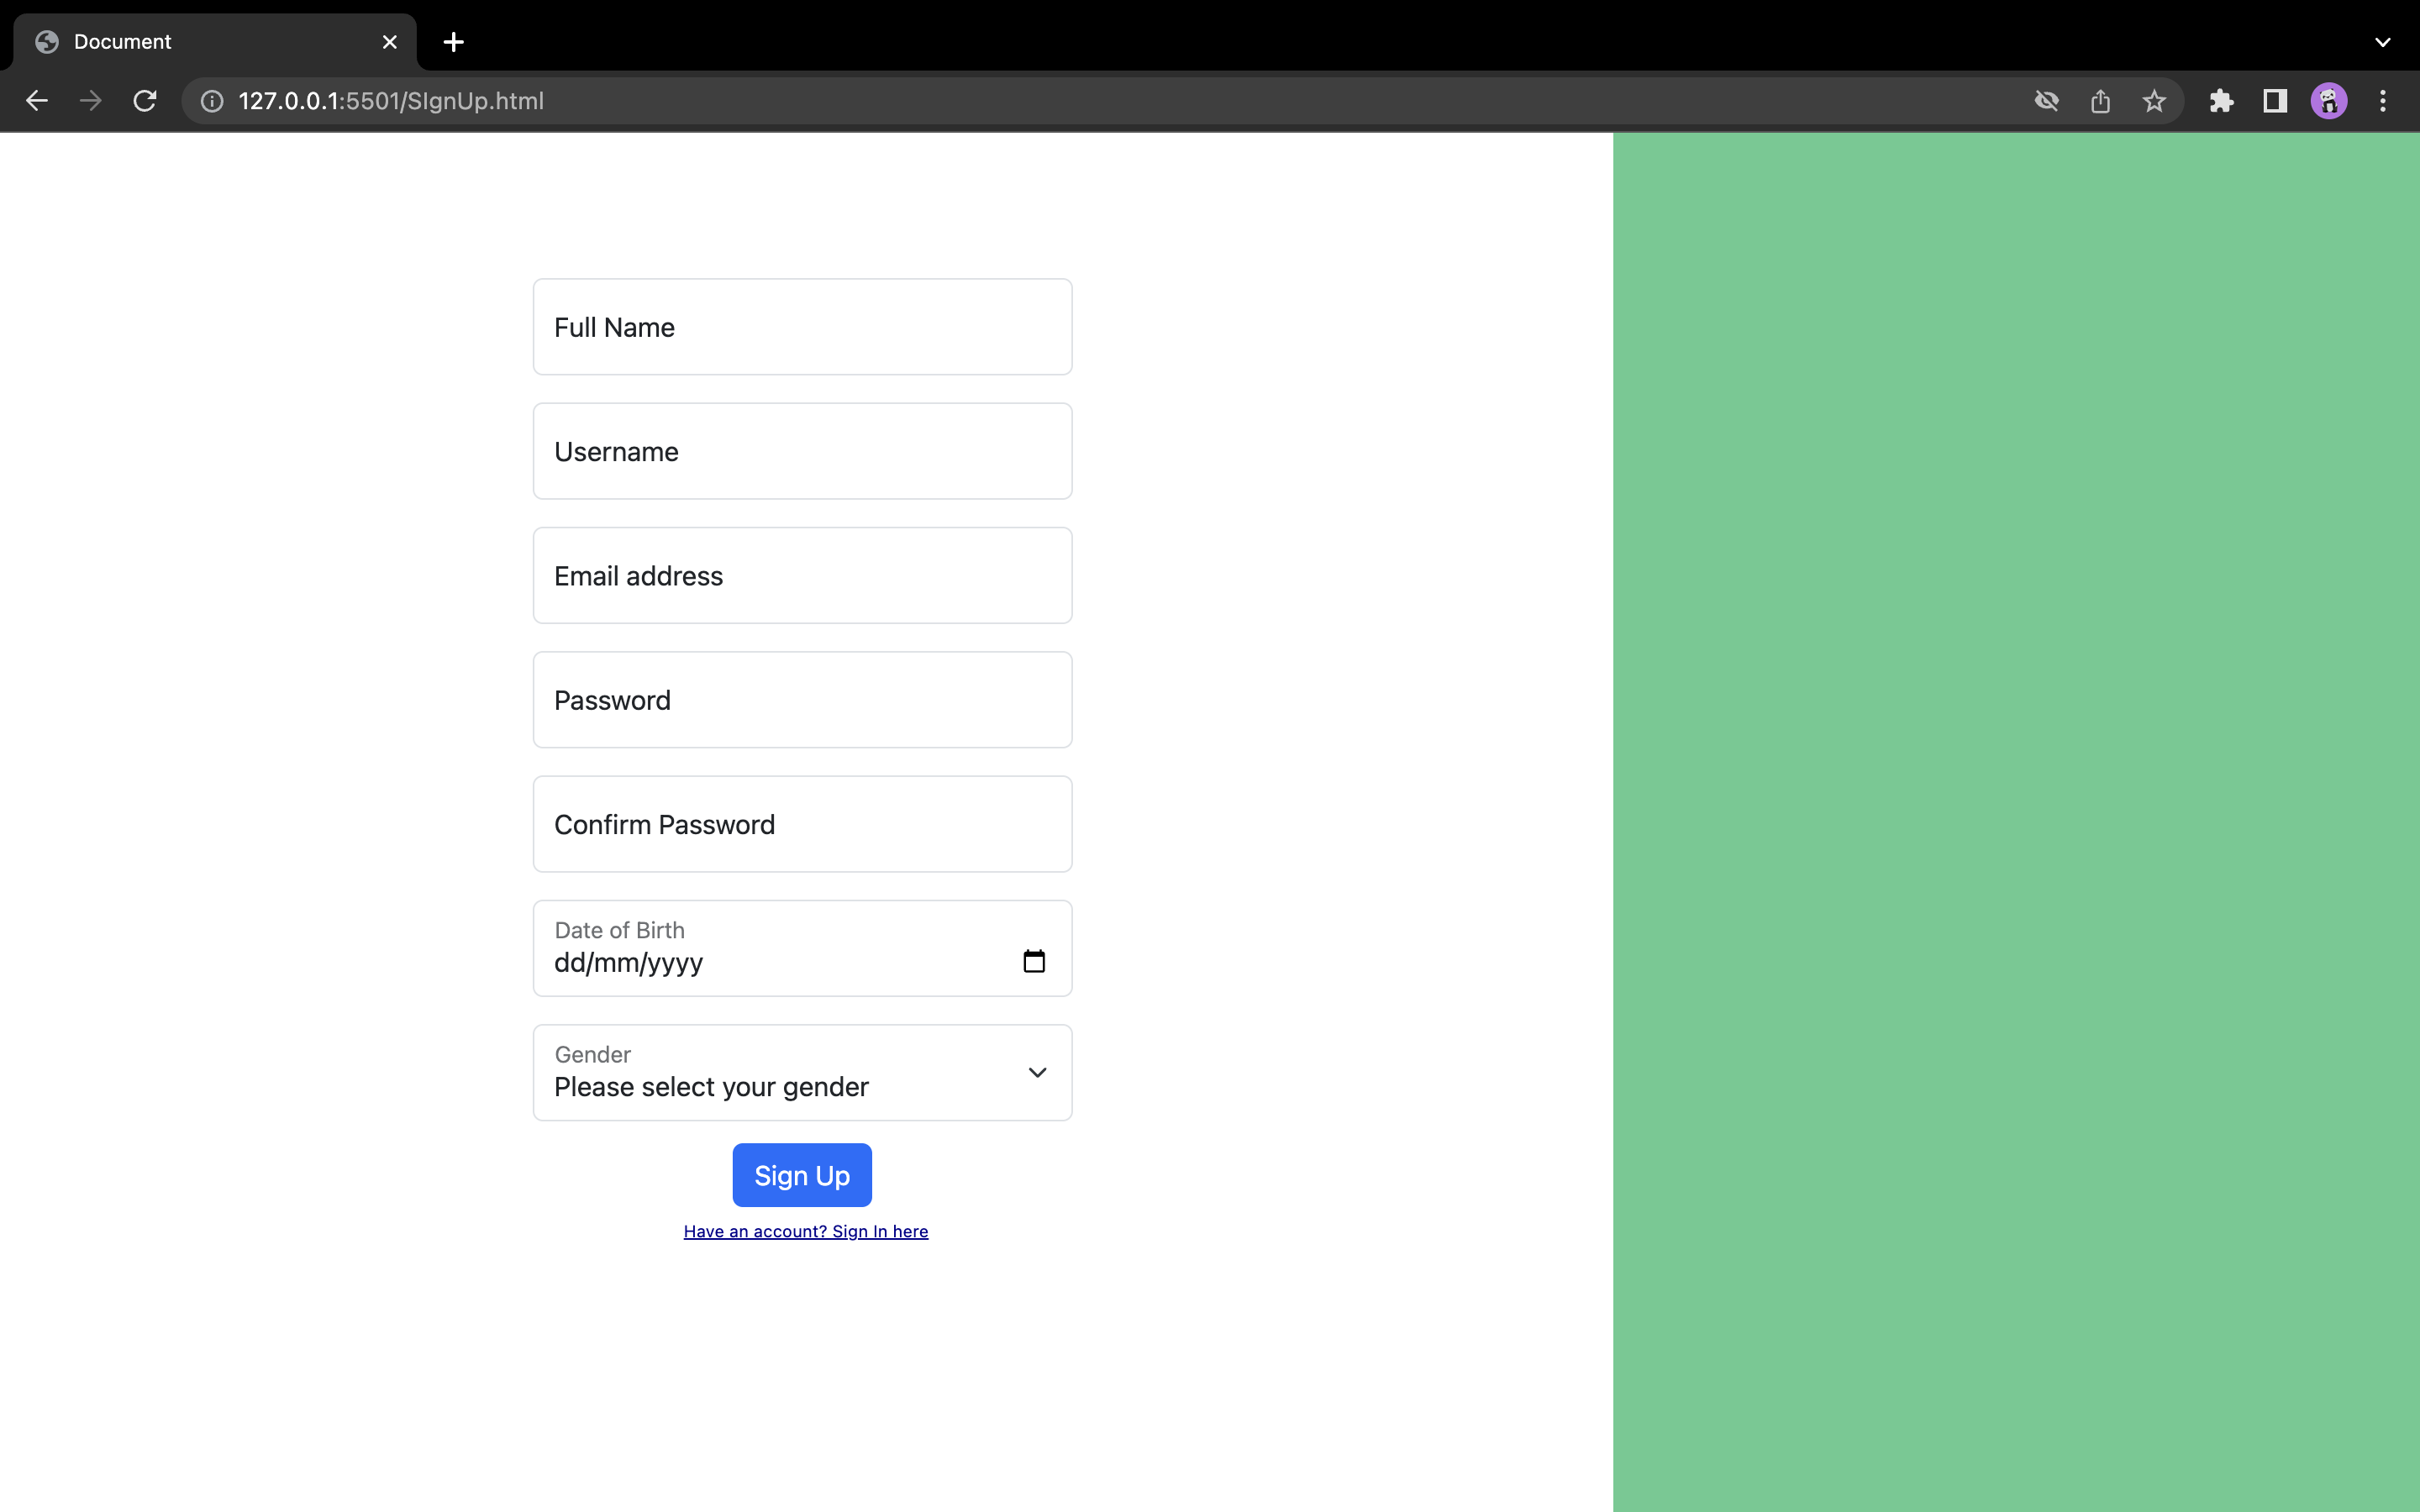 Document
127.0.0.1:5501/SIgnUp.html
Full Name
Username
Email address
Password
Confirm Password
Date of Birth
dd/mm/yyyy
Gender
Please select your gender
Sign Up
Have an account? Sign In here